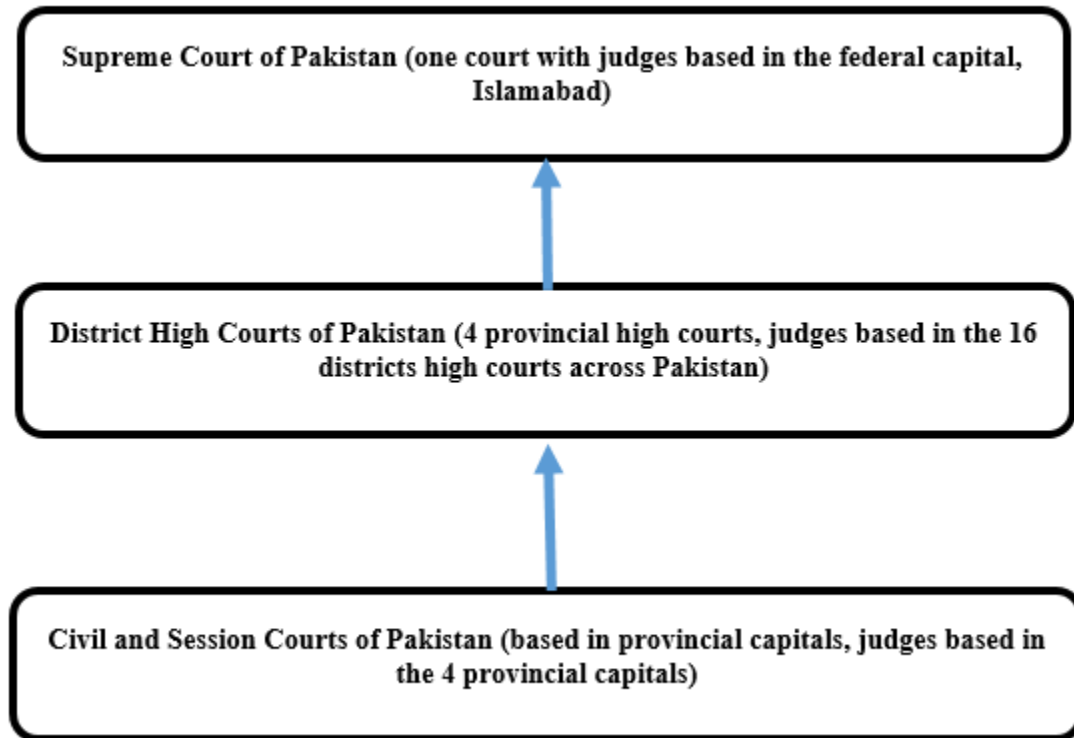 Supreme Court of Pakistan (one court with judges based in the federal capital,
Islamabad)
District High Courts of Pakistan (4 provincial high courts, judges based in the 16
districts high courts across Pakistan)
Civil and Session Courts of Pakistan (based in provincial capitals, judges based in
the 4 provincial capitals)